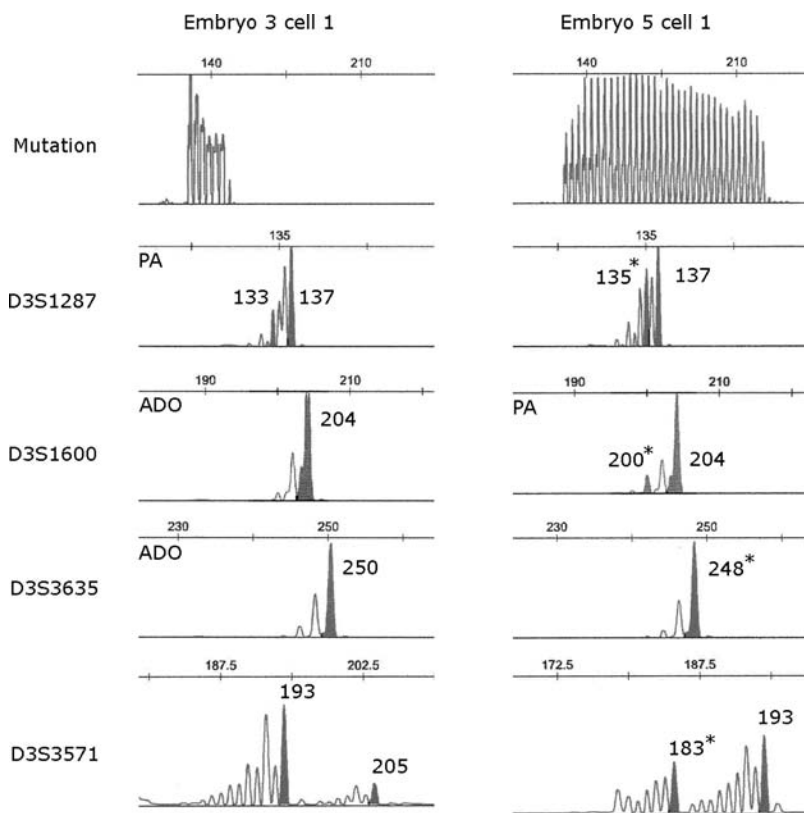 Embryo 3 cell 1 Embryo 5 cell 1
140 210 140 210
Mutation
135 135
PA
D3S1287 133 137 135* 137
190 210 190 210
ADO PA
D3S1600 204 200* 204
230 250 230 250
ADO
D3S3635 250 248*
187.5 202.5 172.5 187.5
D3S3571 193 205 183* 193